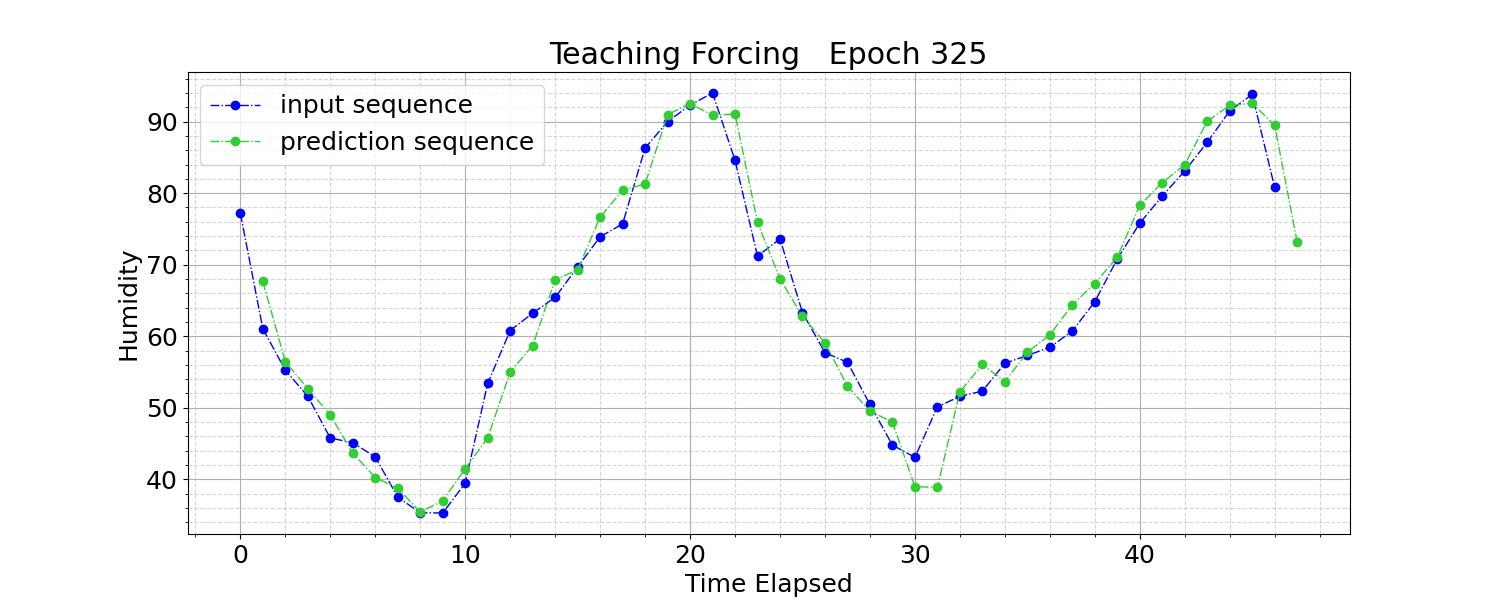 Teaching Forcing   Epoch 325
input sequence
prediction sequence
Humidity
90
80
70
60
50
40
0 10 20 30 40
Time Elapsed